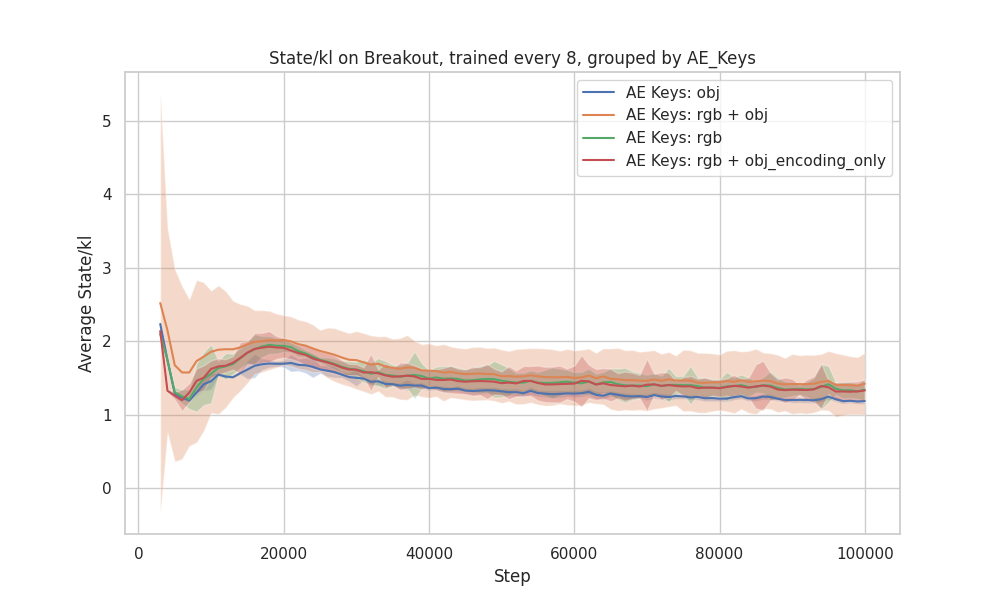 State/kl on Breakout, trained every 8, grouped by AE_Keys
AE Keys: obj
AE Keys: rgb + obj
AE Keys: rgb
AE Keys: rgb + obj_encoding_only
Average State/kl
5
4
3
2
1
0
0 20000 40000 60000 80000 100000
Step